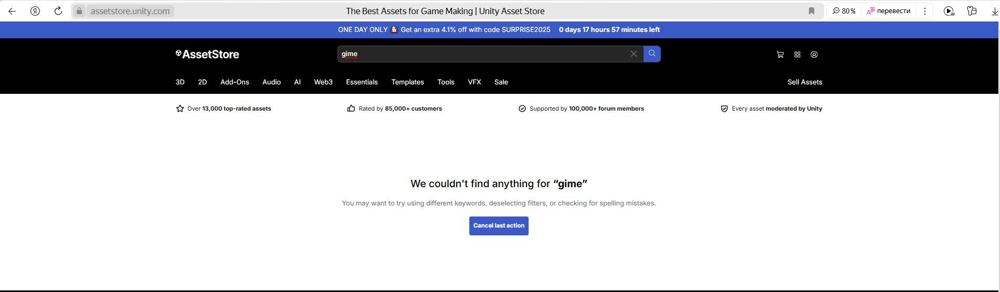 assetstore.unity.com
The Best Assets for Game Making | Unity Asset Store
80%
перевести
ONE DAY ONLY Get an extra 4.1% off with code SURPRISE2025 0 days 17 hours 57 minutes left
AssetStore
gime
3D 2D Add-Ons Audio AI Web3 Essentials Templates Tools VFX Sale Sell Assets
Over 13,000 top-rated assets
Rated by 85,000+ customers
Supported by 100,000+ forum members
Every asset moderated by Unity
We couldn't find anything for “gime”
You may want to try using different keywords, deselecting filters, or checking for spelling mistakes.
Cancel last action